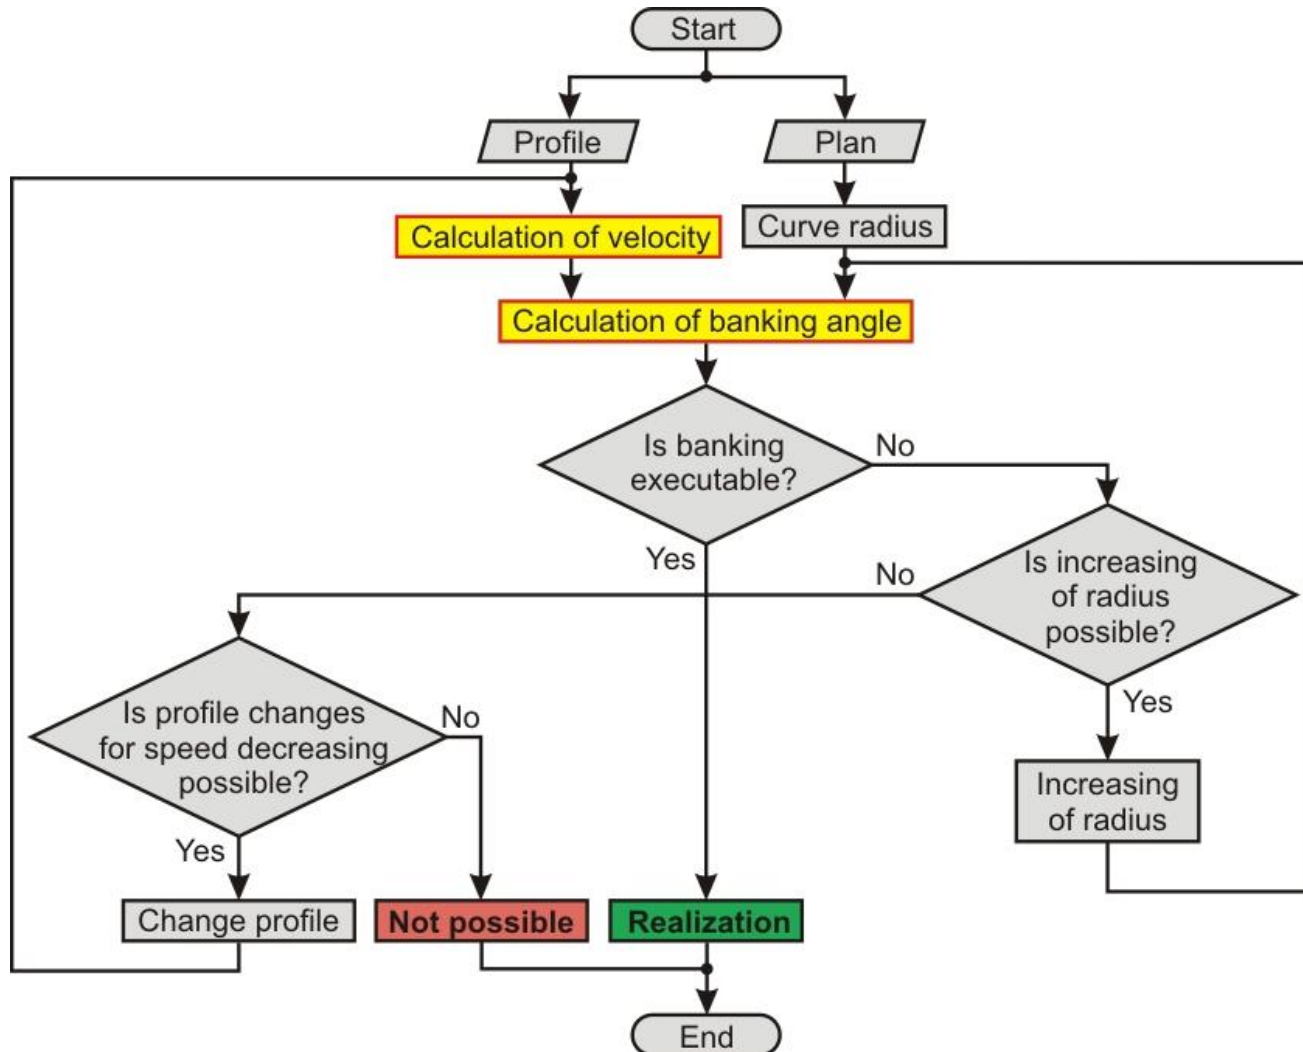 Start
Profile
Plan
Calculation of velocity
Curve radius
Calculation of banking angle
Is banking
executable?
No
Yes
Is increasing
of radius
possible?
No
Yes
Is profile changes
for speed decreasing
possible?
No
Yes
Increasing
of radius
Change profile
Not possible
Realization
End